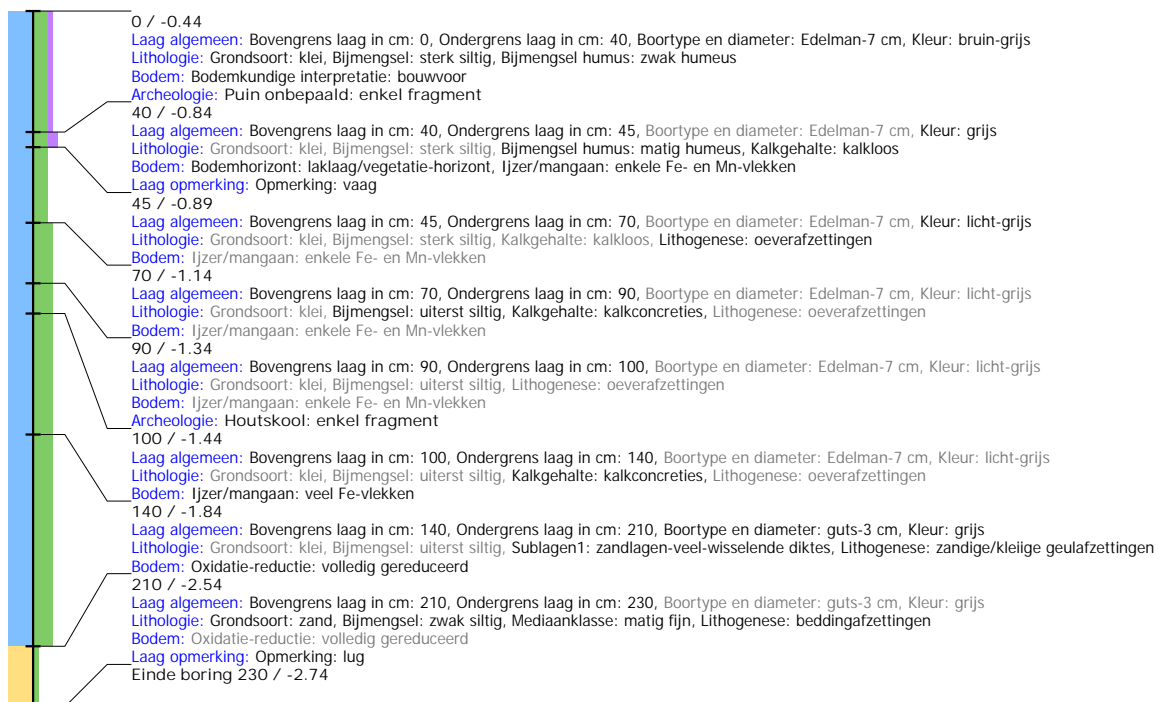 0 / -0.44
Laag algemeen: Bovengrens laag in cm: 0, Ondergrens laag in cm: 40, Boortype en diameter: Edelman-7 cm, Kleur: bruin-grijs
Lithologie: Grondsoort: klei, Bijmengsel: sterk siltig, Bijmengsel humus: zwak humeus
Bodem: Bodemkundige interpretatie: bouwvoor
Archeologie: Puin onbepaald: enkel fragment
40 / -0.84
Laag algemeen: Bovengrens laag in cm: 40, Ondergrens laag in cm: 45, Boortype en diameter: Edelman-7 cm, Kleur: grijs
Lithologie: Grondsoort: klei, Bijmengsel: sterk siltig, Bijmengsel humus: matig humeus, Kalkgehalte: kalkloos
Bodem: Bodemhorizont: laklaag/vegetatie-horizont, Ijzer/mangaan: enkele Fe- en Mn-vlekken
Laag opmerking: Opmerking: vaag
45 / -0.89
Laag algemeen: Bovengrens laag in cm: 45, Ondergrens laag in cm: 70, Boortype en diameter: Edelman-7 cm, Kleur: licht-grijs
Lithologie: Grondsoort: klei, Bijmengsel: sterk siltig, Kalkgehalte: kalkloos, Lithogenese: oeverafzettingen
Bodem: Ijzer/mangaan: enkele Fe- en Mn-vlekken
70 / -1.14
Laag algemeen: Bovengrens laag in cm: 70, Ondergrens laag in cm: 90, Boortype en diameter: Edelman-7 cm, Kleur: licht-grijs
Lithologie: Grondsoort: klei, Bijmengsel: uiterst siltig, Kalkgehalte: kalkconcreties, Lithogenese: oeverafzettingen
Bodem: Ijzer/mangaan: enkele Fe- en Mn-vlekken
90 / -1.34
Laag algemeen: Bovengrens laag in cm: 90, Ondergrens laag in cm: 100, Boortype en diameter: Edelman-7 cm, Kleur: licht-grijs
Lithologie: Grondsoort: klei, Bijmengsel: uiterst siltig, Lithogenese: oeverafzettingen
Bodem: Ijzer/mangaan: enkele Fe- en Mn-vlekken
Archeologie: Houtskool: enkel fragment
100 / -1.44
Laag algemeen: Bovengrens laag in cm: 100, Ondergrens laag in cm: 140, Boortype en diameter: Edelman-7 cm, Kleur: licht-grijs
Lithologie: Grondsoort: klei, Bijmengsel: uiterst siltig, Kalkgehalte: kalkconcreties, Lithogenese: oeverafzettingen
Bodem: Ijzer/mangaan: veel Fe-vlekken
140 / -1.84
Laag algemeen: Bovengrens laag in cm: 140, Ondergrens laag in cm: 210, Boortype en diameter: guts-3 cm, Kleur: grijs
Lithologie: Grondsoort: klei, Bijmengsel: uiterst siltig, Sublagen1: zandlagen-veel-wisselende diktes, Lithogenese: zandige/kleiige geulafzettingen
Bodem: Oxidatie-reductie: volledig gereduceerd
210 / -2.54
Laag algemeen: Bovengrens laag in cm: 210, Ondergrens laag in cm: 230, Boortype en diameter: guts-3 cm, Kleur: grijs
Lithologie: Grondsoort: zand, Bijmengsel: zwak siltig, Mediaanklasse: matig fijn, Lithogenese: beddingafzettingen
Bodem: Oxidatie-reductie: volledig gereduceerd
Laag opmerking: Opmerking: lug
Einde boring 230 / -2.74